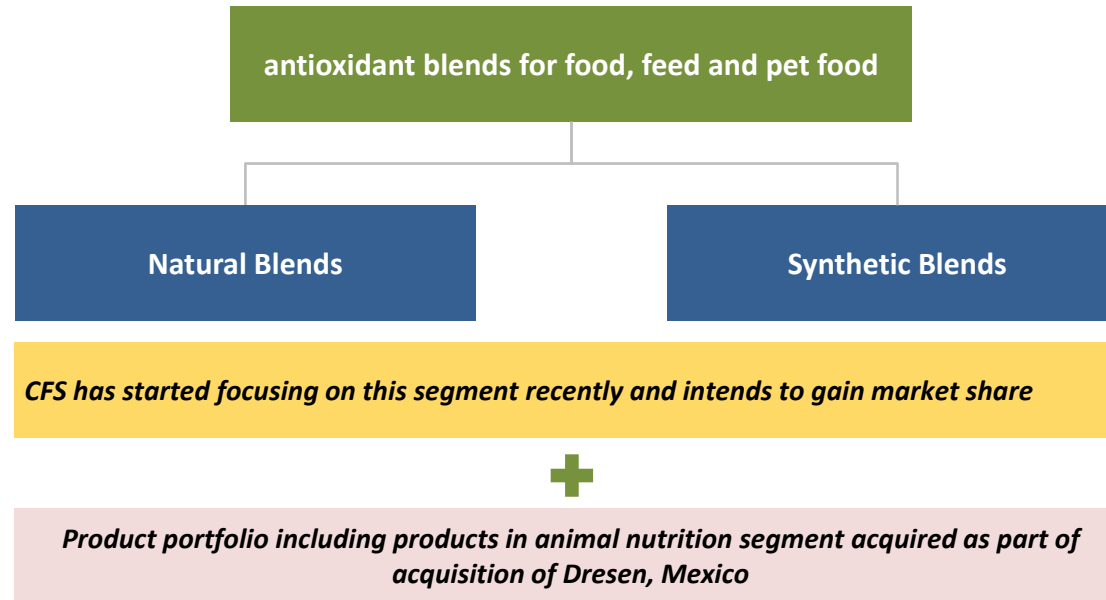 antioxidant blends for food, feed and pet food
Natural Blends
Synthetic Blends
CFS has started focusing on this segment recently and intends to gain market share
Product portfolio including products in animal nutrition segment acquired as part of
acquisition of Dresen, Mexico